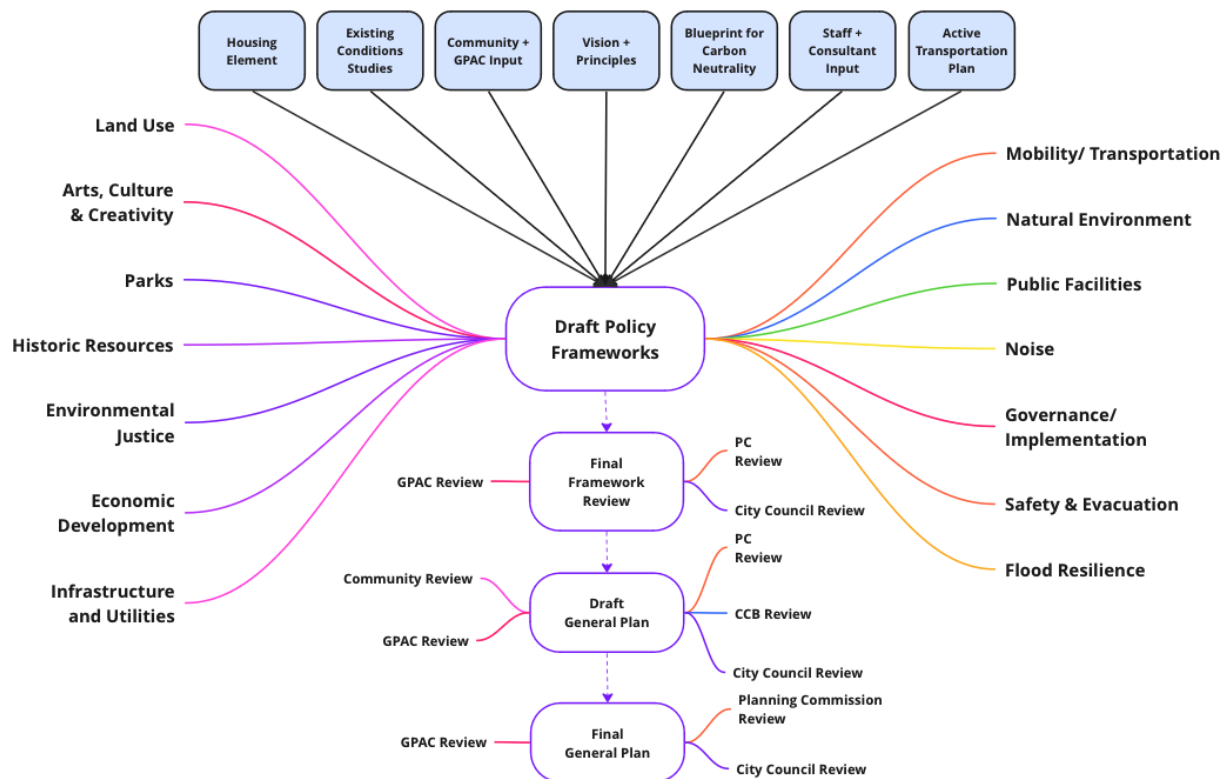 Housing
Element
Existing
Conditions
Studies
Community +
GPAC Input
Vision +
Principles
Blueprint for
Carbon
Neutrality
Staff +
Consultant
Input
Active
Transportation
Plan
Land Use
Arts, Culture
& Creativity
Parks
Historic Resources
Environmental
Justice
Economic
Development
Infrastructure
and Utilities
Draft Policy
Frameworks
Mobility/ Transportation
Natural Environment
Public Facilities
Noise
Governance/
Implementation
Safety & Evacuation
Flood Resilience
GPAC Review
Final
Framework
Review
PC
Review
City Council Review
Community Review
GPAC Review
Draft
General Plan
PC
Review
CCB Review
City Council Review
GPAC Review
Final
General Plan
Planning Commission
Review
City Council Review